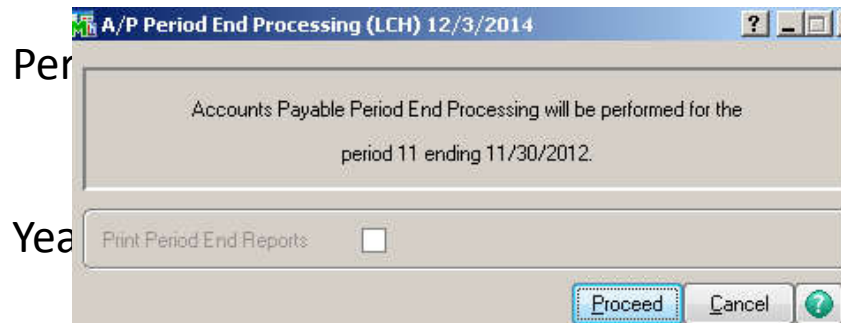 A/P Period End Processing (LCH) 12/3/2014
Per
Accounts Payable Period End Processing will be performed for the
period 11 ending 11/30/2012.
Yea
Print Period End Reports
Proceed Cancel